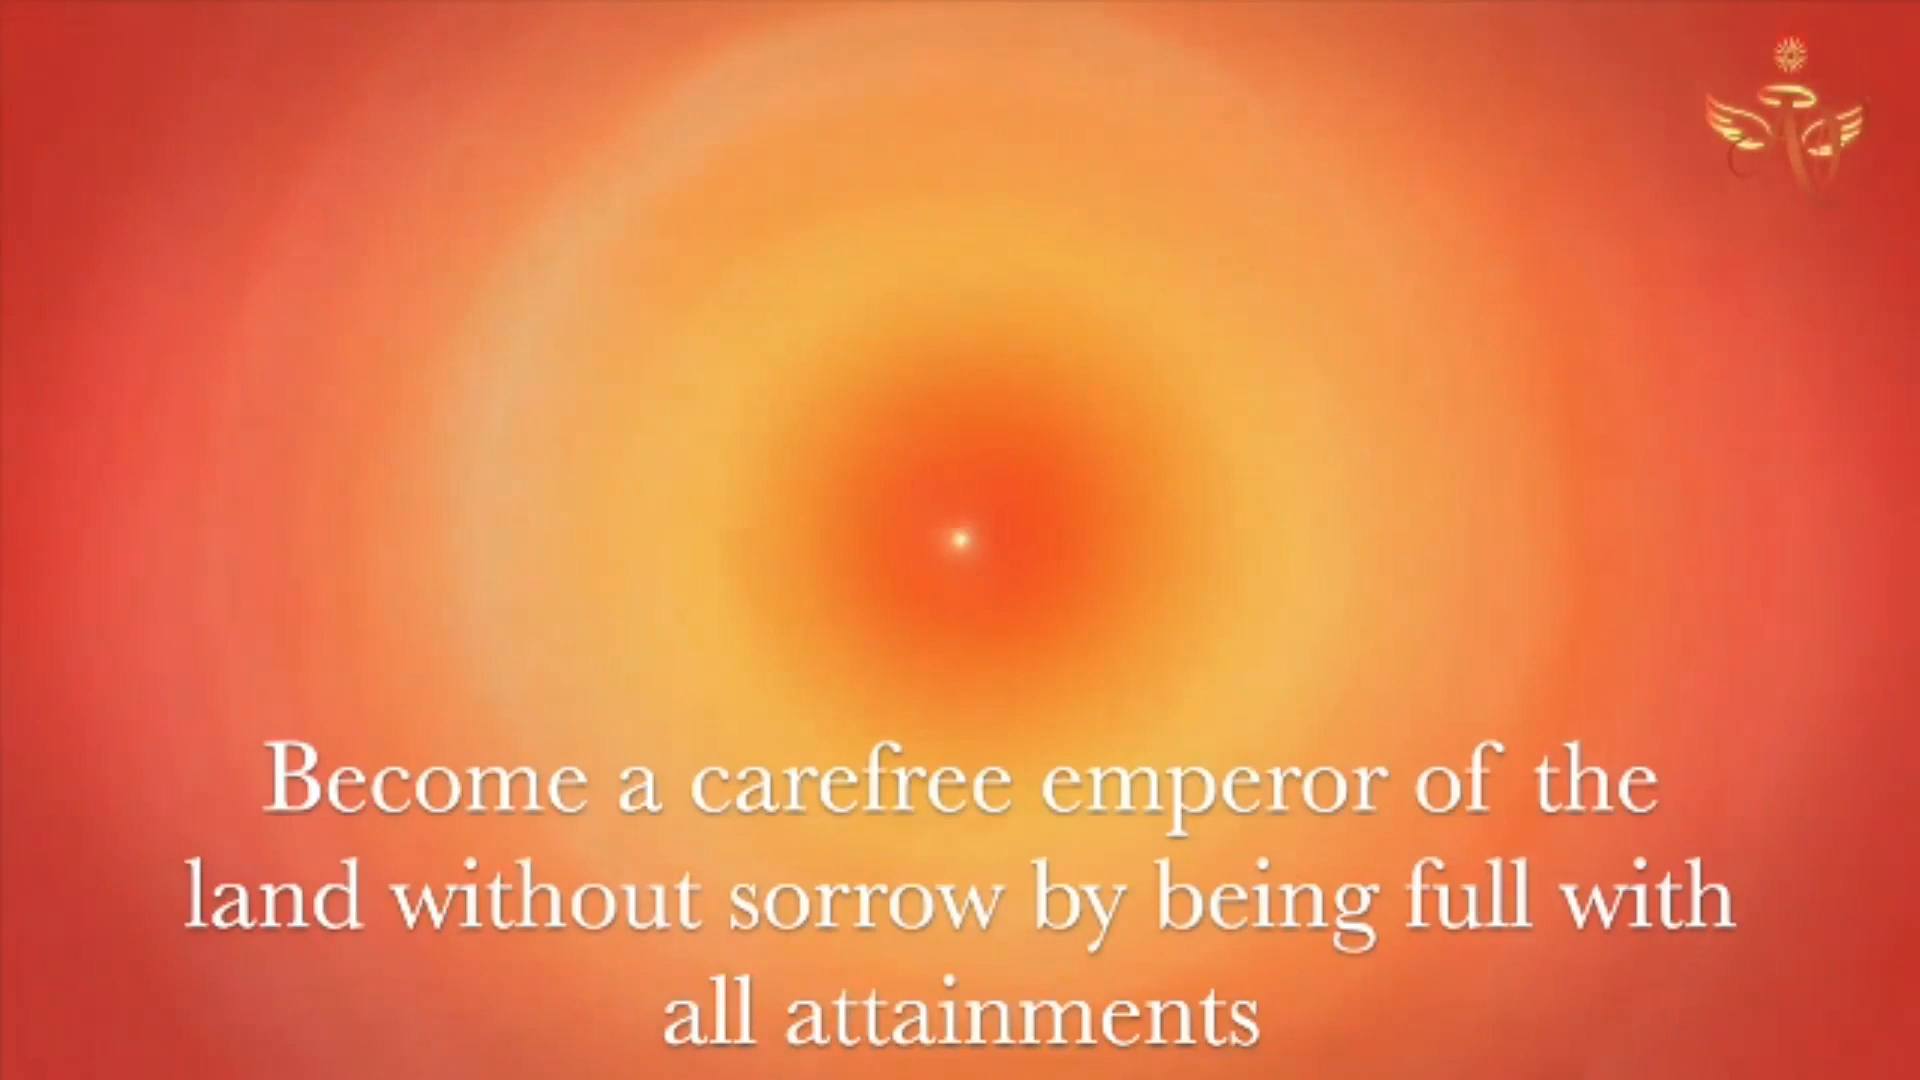 Become a carefree emperor of the
land without sorrow by being full with
all attainments